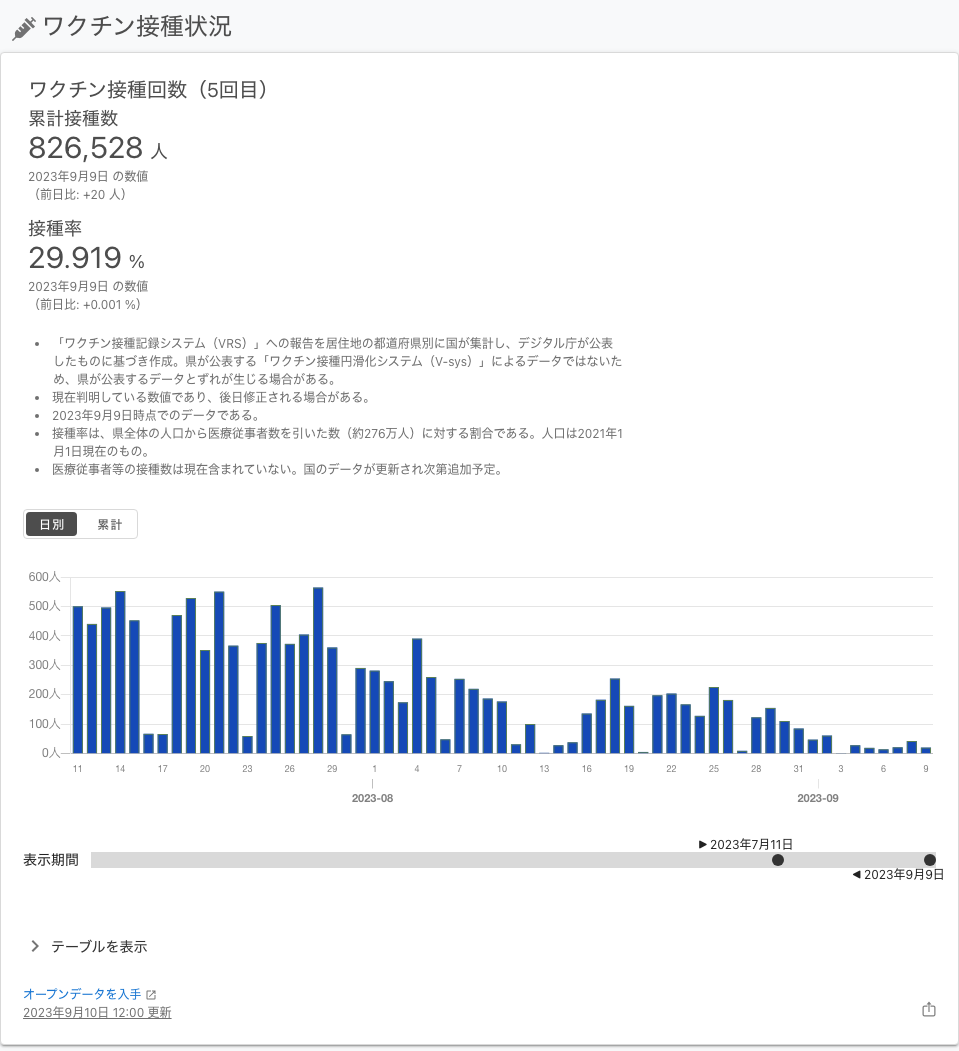 ワクチン接種状況
ワクチン接種回数（5回目）
累計接種数
826,528 人
2023年9月9日 の数値
（前日比: +20 人）
接種率
29.919 %
2023年9月9日 の数値
（前日比: +0.001 %）
• 「ワクチン接種記録システム（VRS）」への報告を居住地の都道府県別に国が集計し、デジタル庁が公表
したものに基づき作成。県が公表する「ワクチン接種円滑化システム（V-sys）」によるデータではないた
め、県が公表するデータとずれが生じる場合がある。
• 現在判明している数値であり、後日修正される場合がある。
• 2023年9月9日時点でのデータである。
• 接種率は、県全体の人口から医療従事者数を引いた数（約276万人）に対する割合である。人口は2021年1
月1日現在のもの。
• 医療従事者等の接種数は現在含まれていない。国のデータが更新され次第追加予定。
日別 累計
600人
500人
400人
300人
200人
100人
0人
11 14 17 20 23 26 29 1 4 7 10 13 16 19 22 25 28 31 3 6 9
2023-08 2023-09
▶ 2023年7月11日
表示期間
◀ 2023年9月9日
テーブルを表示
オープンデータを入手
2023年9月10日 12:00 更新